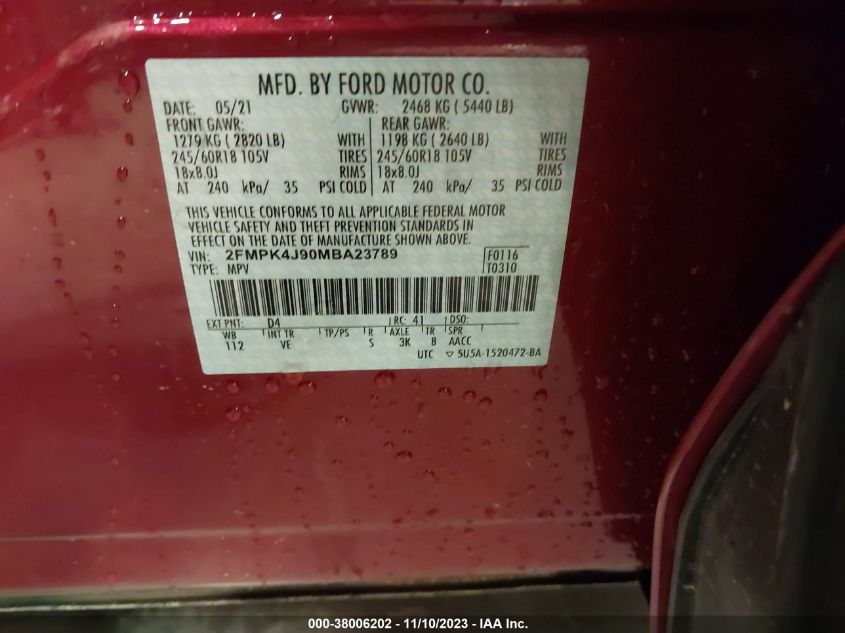 MFD. BY FORD MOTOR CO.
DATE: 05/21 GVWR: 2468 KG ( 5440 LB)
FRONT GAWR: REAR GAWR:
1279 KG ( 2820 LB) WITH 1198 KG ( 2640 LB) WITH
245/60R18 105V TIRES 245/60R18 105V TIRES
18x8.0J RIMS 18x8.0J RIMS
AT 240 kPa/ 35 PSI COLD AT 240 kPa/ 35 PSI COLD
THIS VEHICLE CONFORMS TO ALL APPLICABLE FEDERAL MOTOR
VEHICLE SAFETY AND THEFT PREVENTION STANDARDS IN
EFFECT ON THE DATE OF MANUFACTURE SHOWN ABOVE.
VIN: 2FMPK4J90MBA23789 F0116
TYPE: MPV T0310
EXT PNT: D4 RC: 41 DSO:
WB INT TR TP/PS R AXLE TR SPR
112 VE S 3K 8 AACC
UTC ▽ 5U5A-1520472-BA
000-38006202 - 11/10/2023 - IAA Inc.